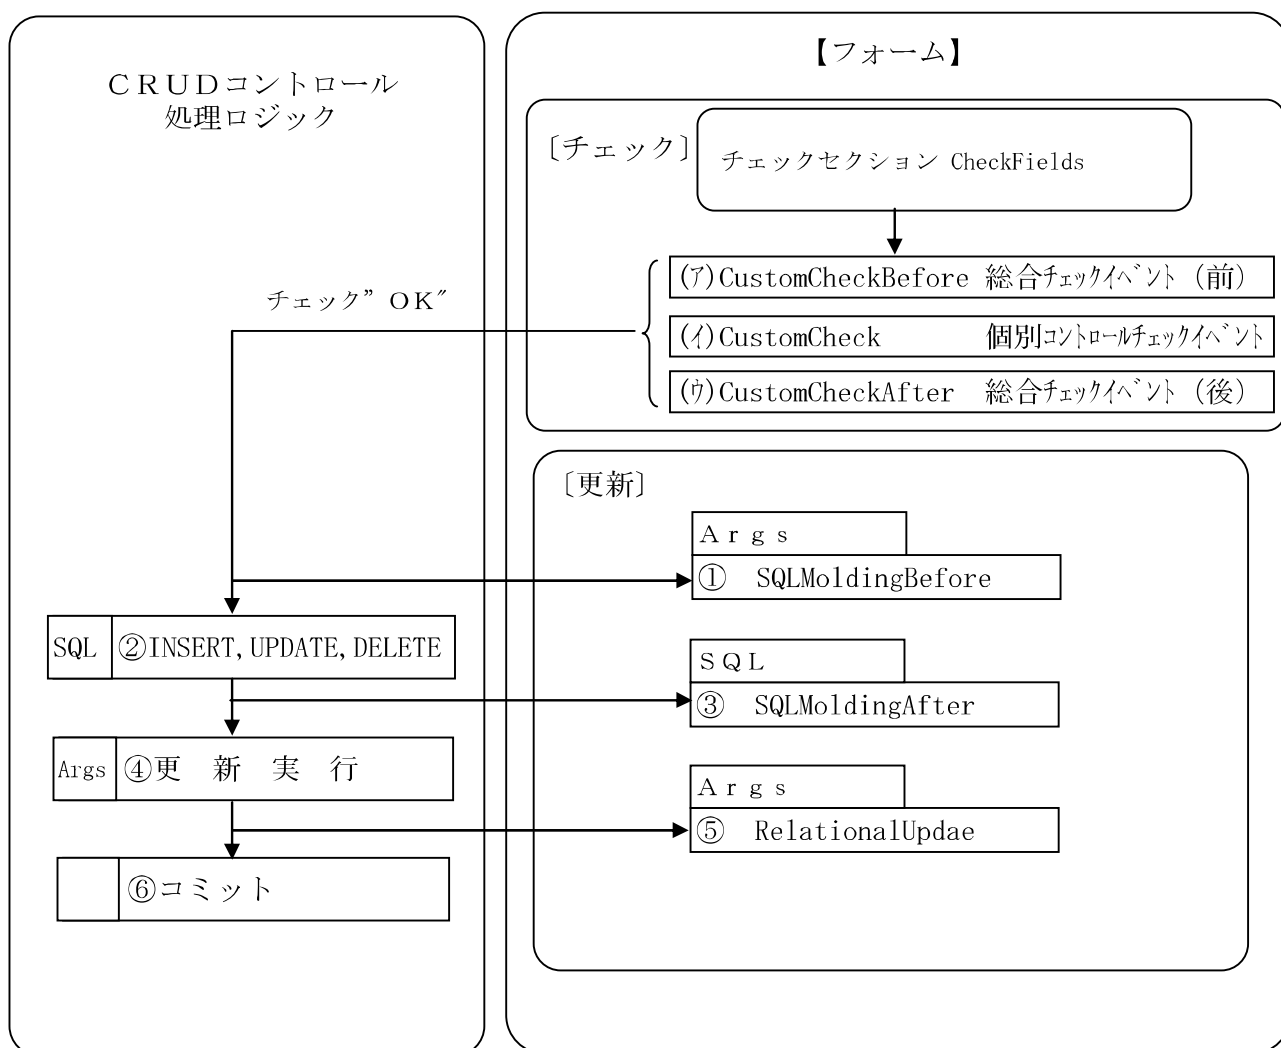 ＣＲＵＤコントロール
処理ロジック
【フォーム】
〔チェック〕
チェックセクション CheckFields
(ア)CustomCheckBefore 総合チェックイベント（前）
(イ)CustomCheck 個別コントロールチェックイベント
(ウ)CustomCheckAfter 総合チェックイベント（後）
チェック”ＯＫ″
〔更新〕
Ａｒｇｓ
① SQLMoldingBefore
SQL ②INSERT,UPDATE,DELETE
ＳＱＬ
③ SQLMoldingAfter
Args ④更 新 実 行
Ａｒｇｓ
⑤ RelationalUpdae
⑥コミット